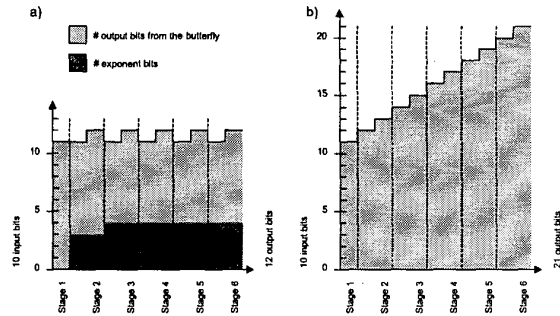 a)
# output bits from the butterfly
# exponent bits
10
5
0
10 input bits
12 output bits
Stage 1
Stage 2
Stage 3
Stage 4
Stage 5
Stage 6
b)
20
15
10
5
0
10 input bits
21 output bits
Stage 1
Stage 2
Stage 3
Stage 4
Stage 5
Stage 6